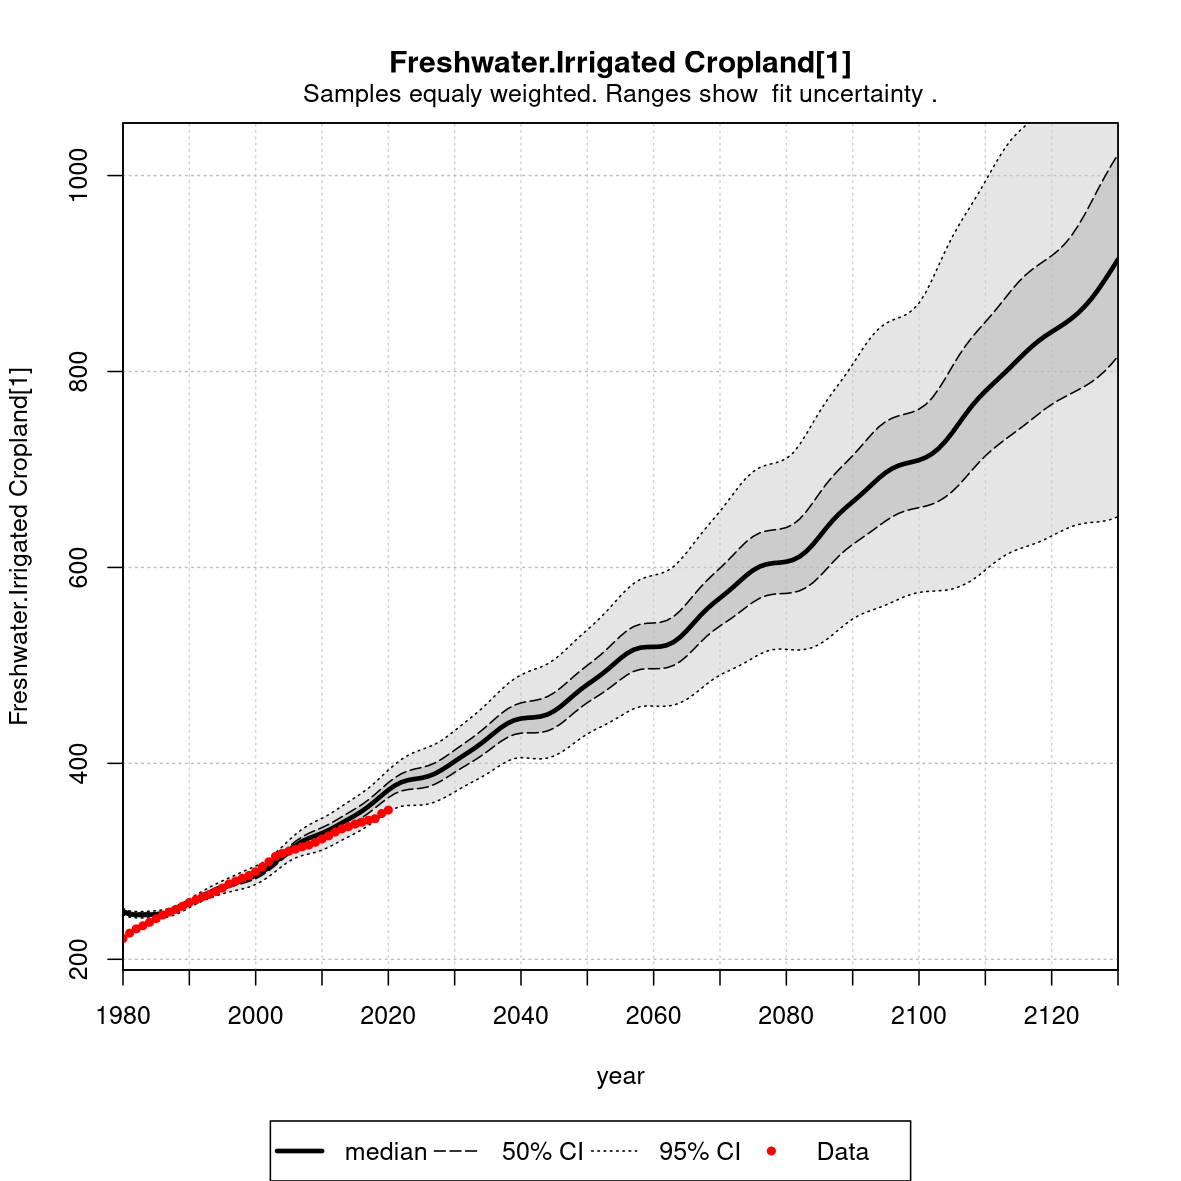 Freshwater.Irrigated Cropland[1]
Samples equaly weighted. Ranges show  fit uncertainty .
Freshwater.Irrigated Cropland[1]
1000
800
600
400
200
1980 2000 2020 2040 2060 2080 2100 2120
year
median 50% CI 95% CI Data